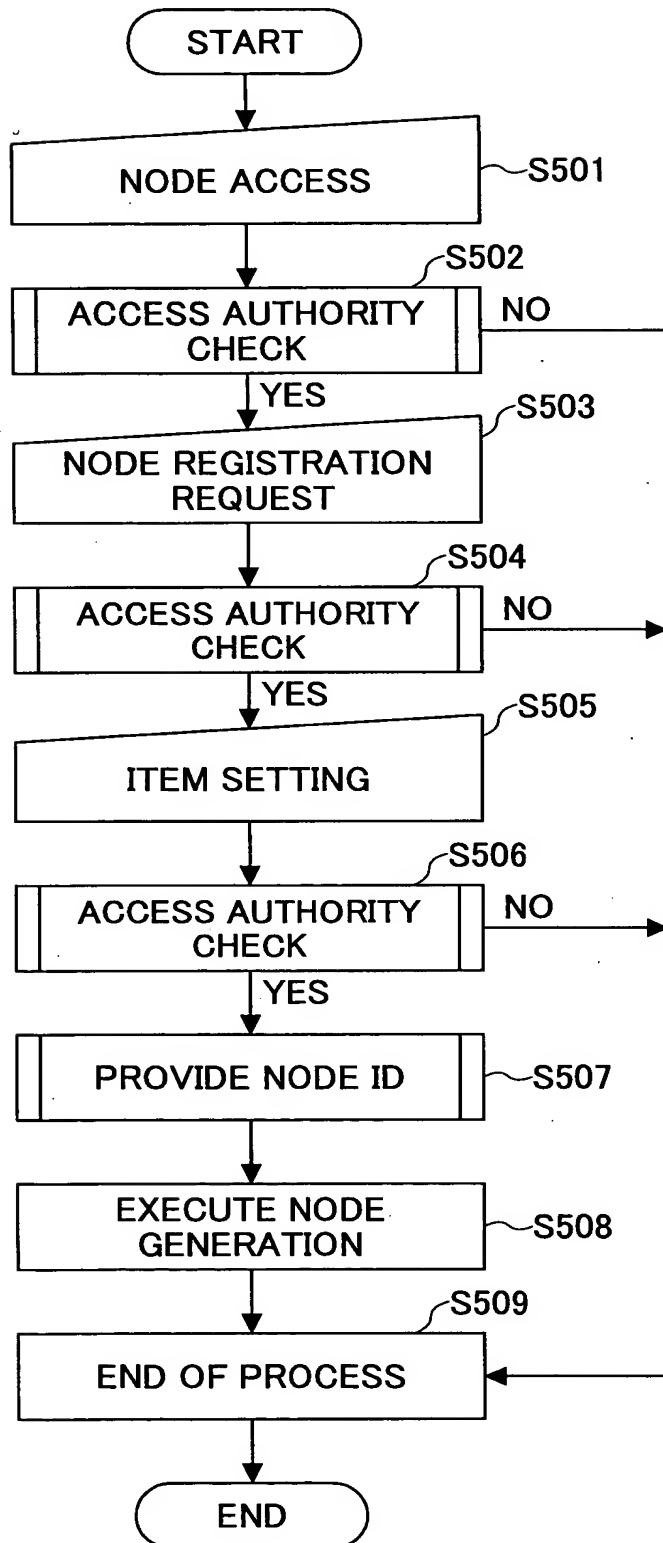 START
NODE ACCESS
S501
S502
ACCESS AUTHORITY
CHECK
NO
YES
S503
NODE REGISTRATION
REQUEST
S504
ACCESS AUTHORITY
CHECK
NO
YES
S505
ITEM SETTING
S506
ACCESS AUTHORITY
CHECK
NO
YES
PROVIDE NODE ID
S507
EXECUTE NODE
GENERATION
S508
S509
END OF PROCESS
END